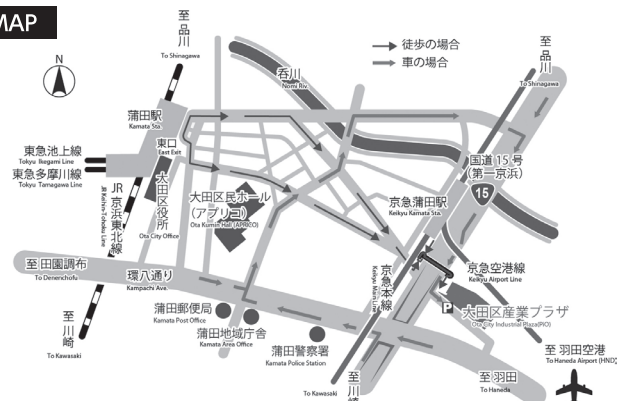 MAP
N
至品川
To Shinagawa
徒歩の場合
車の場合
至品川
To Shinagawa
呑川
Nomi Riv.
蒲田駅
Kamata Sta.
東口
East Exit
東急池上線
Tokyu Ikegami Line
東急多摩川線
Tokyu Tamagawa Line
JR京浜東北線
JR Keihin-Tohoku Line
大田区役所
Ota City Office
大田区民ホール
(アプリコ)
Ota Kumin Hall (APRICO)
国道15号
(第一京浜)
15
京急蒲田駅
Keikyu Kamata Sta.
至 田園調布
To Denenchofu
環八通り
Kampachi Ave.
京急本線
Keikyu Main Line
京急空港線
Keikyu Airport Line
P
大田区産業プラザ
Ota City Industrial Plaza(PIO)
蒲田郵便局
Kamata Post Office
蒲田地域庁舎
Kamata Area Office
蒲田警察署
Kamata Police Station
至川崎
To Kawasaki
To Kawasaki
至川崎
至 羽田
To Haneda
至 羽田空港
To Haneda Airport (HND)